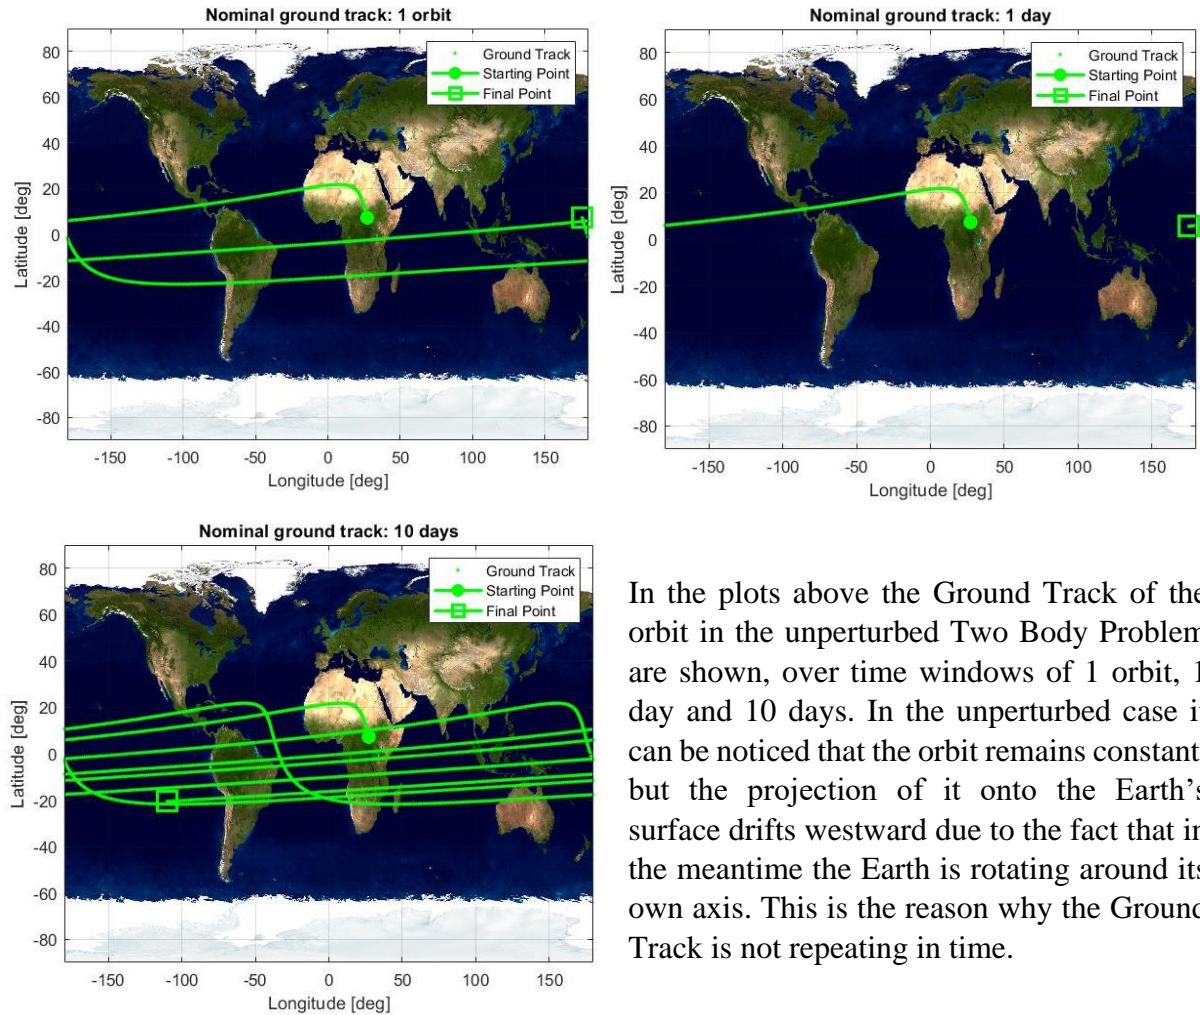 Nominal ground track: 1 orbit
Ground Track
Starting Point
Final Point
Latitude [deg]
80
60
40
20
0
-20
-40
-60
-80
-150 -100 -50 0 50 100 150
Longitude [deg]
Nominal ground track: 1 day
Ground Track
Starting Point
Final Point
Latitude [deg]
80
60
40
20
0
-20
-40
-60
-80
-150 -100 -50 0 50 100 150
Longitude [deg]
Nominal ground track: 10 days
Ground Track
Starting Point
Final Point
Latitude [deg]
80
60
40
20
0
-20
-40
-60
-80
-150 -100 -50 0 50 100 150
Longitude [deg]
In the plots above the Ground Track of the
orbit in the unperturbed Two Body Problem
are shown, over time windows of 1 orbit, 1
day and 10 days. In the unperturbed case it
can be noticed that the orbit remains constant,
but the projection of it onto the Earth's
surface drifts westward due to the fact that in
the meantime the Earth is rotating around its
own axis. This is the reason why the Ground
Track is not repeating in time.